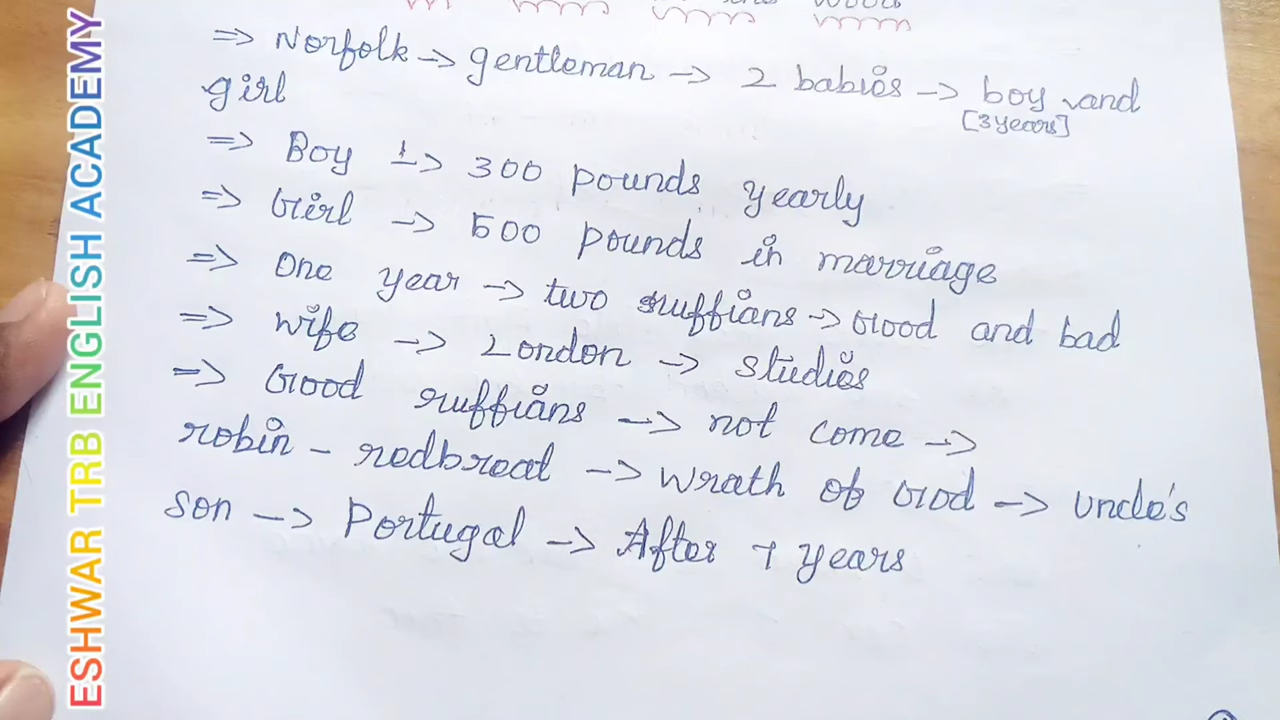 wood
⇒ Norfolk → gentleman → 2 babies → boy and
[3 years]
girl
⇒ Boy → 300 pounds yearly
⇒ Girl → 500 pounds in marriage
⇒ One year → two ruffians → Good and bad
⇒ wife → London → studies
⇒ Good ruffians → not come →
robin - redbreat → wrath of God → Uncle's
son → Portugal → After 7 years
ESHWAR TRB ENGLISH ACADEMY